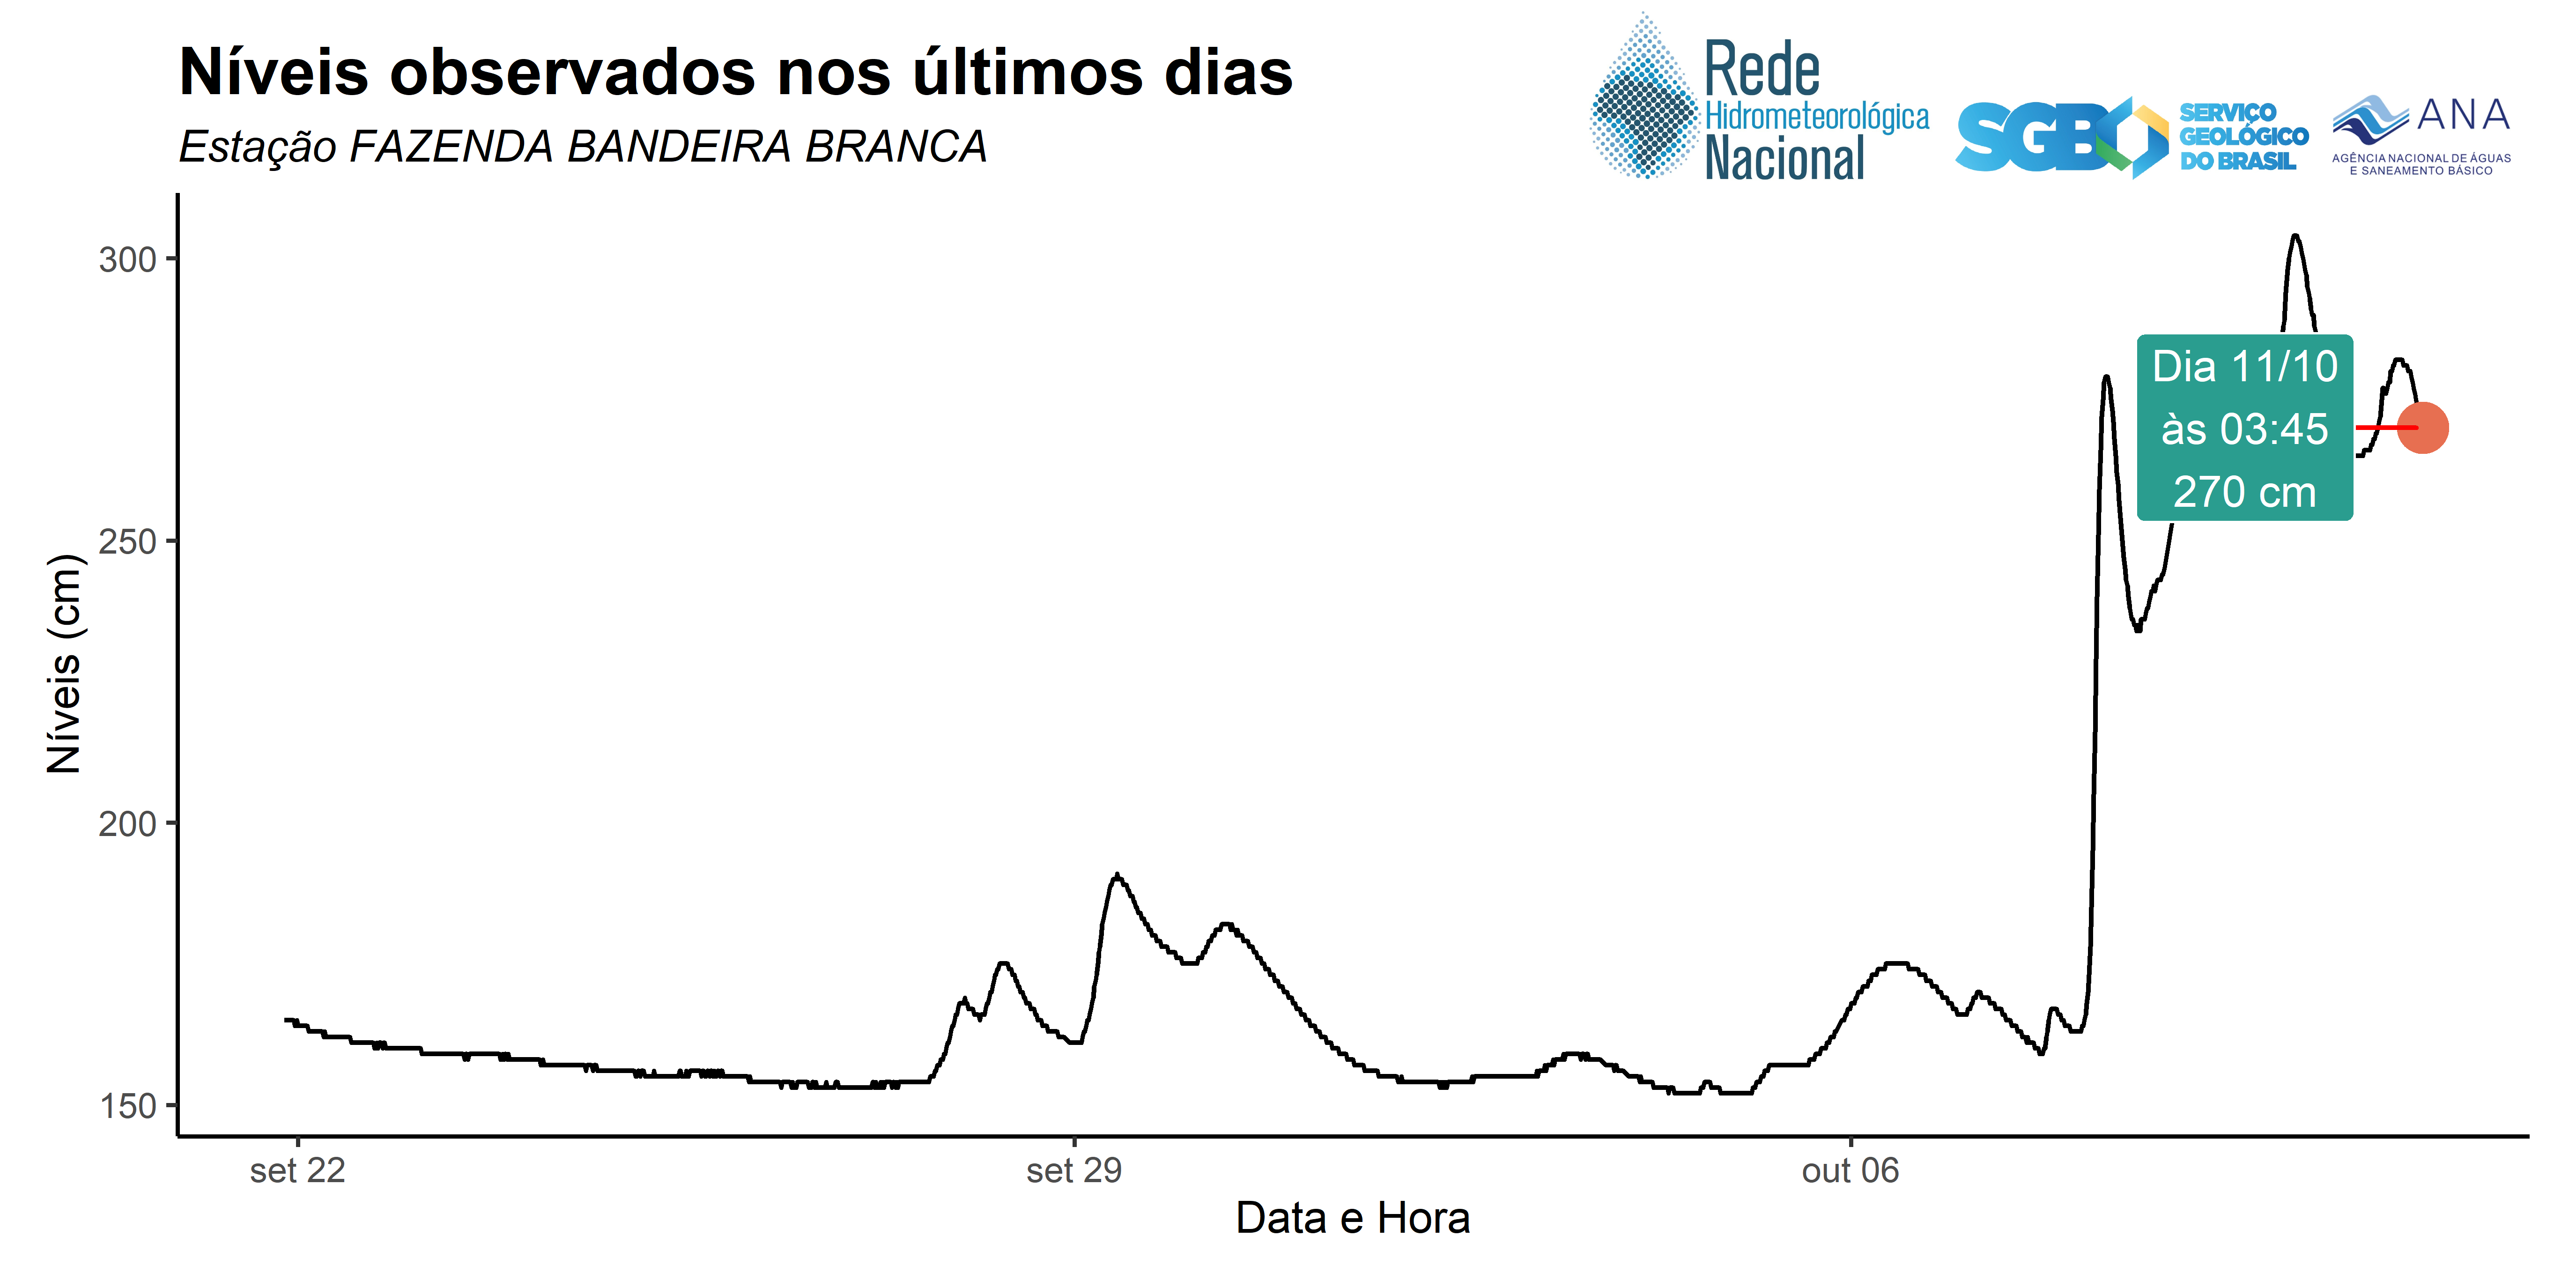 Níveis observados nos últimos dias
Estação FAZENDA BANDEIRA BRANCA
Rede
Hidrometeorológica
Nacional
SGB
SERVIÇO
GEOLÓGICO
DO BRASIL
ANA
AGÊNCIA NACIONAL DE ÁGUAS
E SANEAMENTO BÁSICO
Níveis (cm)
300
250
200
150
Dia 11/10
às 03:45
270 cm
set 22
set 29
out 06
Data e Hora